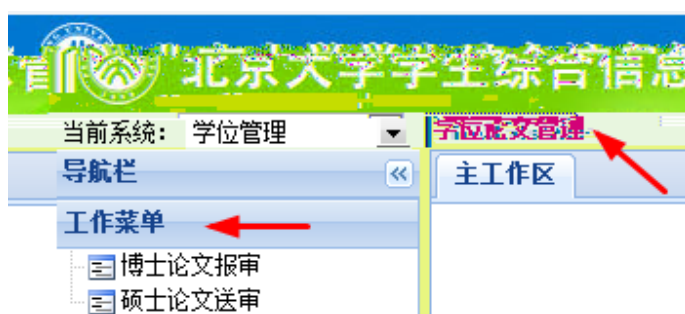 北京大学学生综合信息
当前系统： 学位管理 学位论文管理
导航栏 主工作区
工作菜单
博士论文报审
硕士论文送审